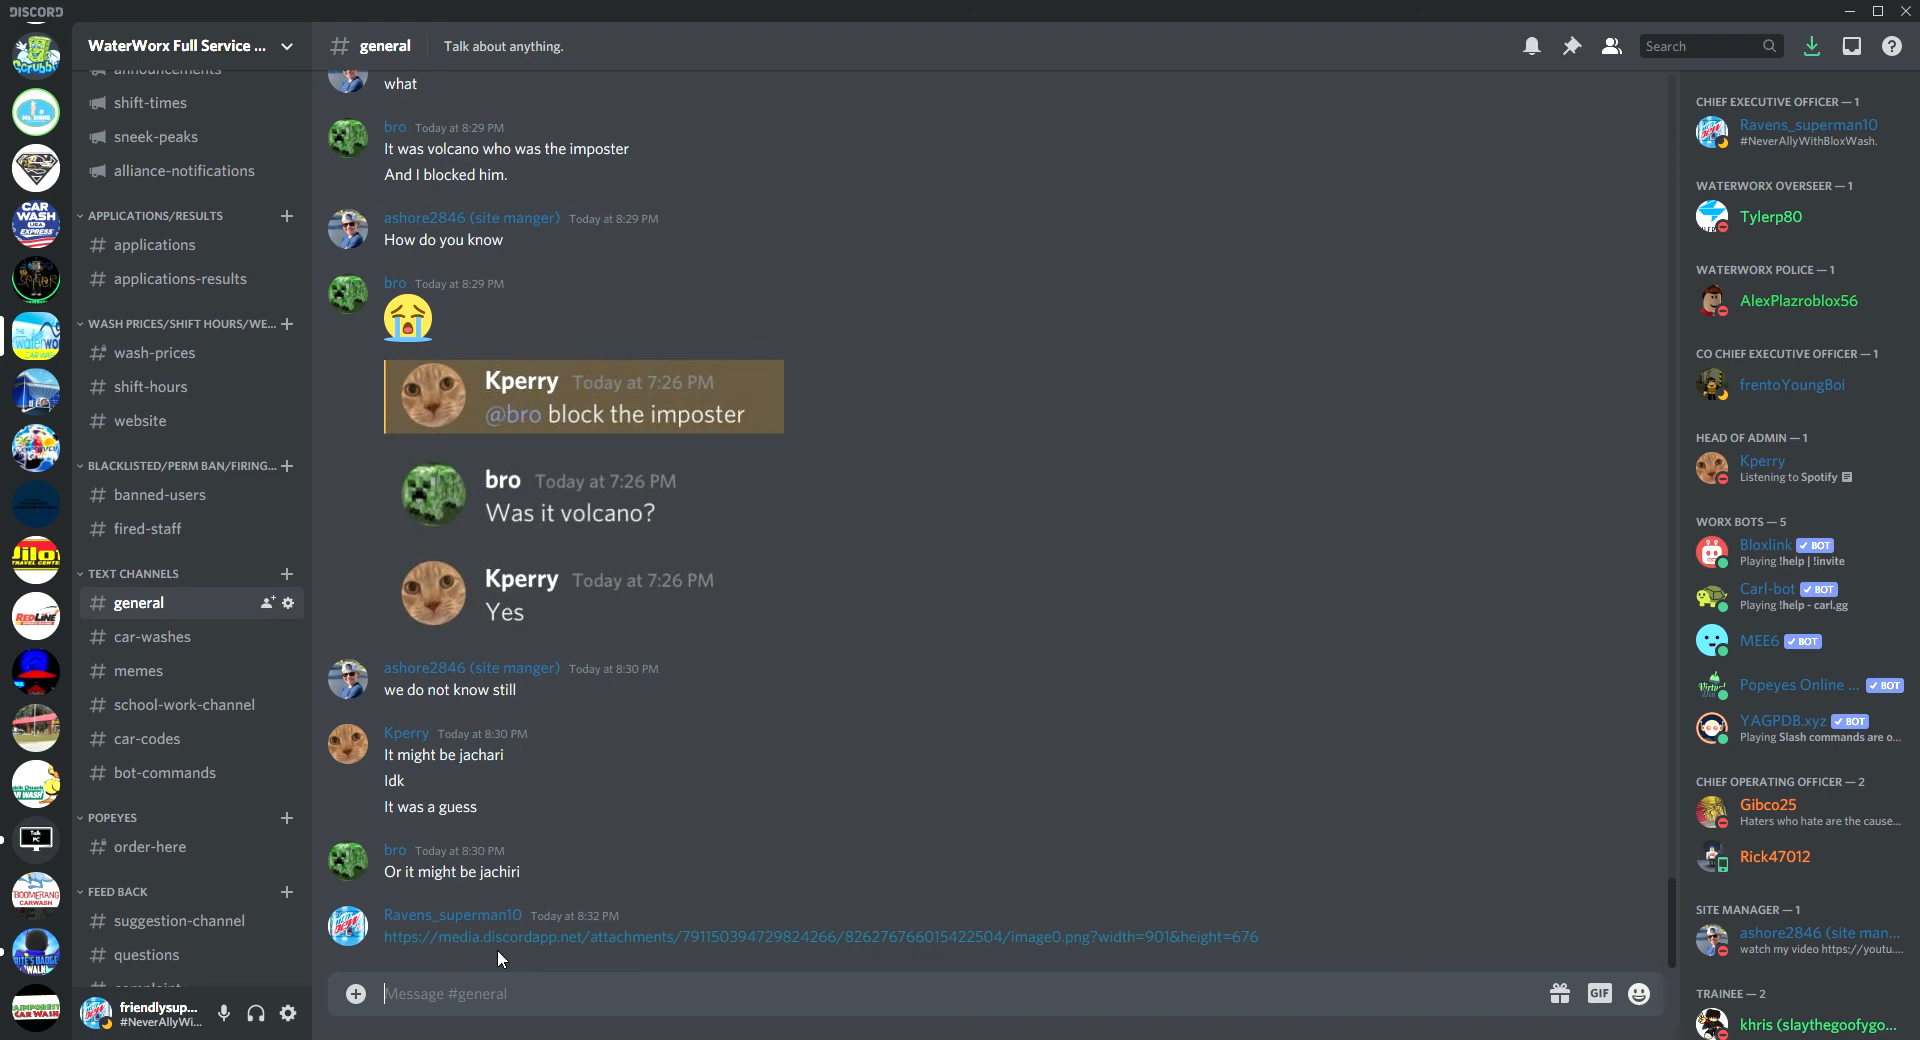 DISCORD
WaterWorx Full Service ...
general
Talk about anything.
Search
announcements
shift-times
sneek-peaks
alliance-notifications
APPLICATIONS/RESULTS
applications
applications-results
WASH PRICES/SHIFT HOURS/WE...
wash-prices
shift-hours
website
BLACKLISTED/PERM BAN/FIRING...
banned-users
fired-staff
TEXT CHANNELS
general
car-washes
memes
school-work-channel
car-codes
bot-commands
POPEYES
order-here
FEED BACK
suggestion-channel
questions
friendlysup...
#NeverAllyWi...
what
bro Today at 8:29 PM
It was volcano who was the imposter
And I blocked him.
ashore2846 (site manger) Today at 8:29 PM
How do you know
bro Today at 8:29 PM
Kperry Today at 7:26 PM
@bro block the imposter
bro Today at 7:26 PM
Was it volcano?
Kperry Today at 7:26 PM
Yes
ashore2846 (site manger) Today at 8:30 PM
we do not know still
Kperry Today at 8:30 PM
It might be jachari
Idk
It was a guess
bro Today at 8:30 PM
Or it might be jachiri
Ravens_superman10 Today at 8:32 PM
https://media.discordapp.net/attachments/791150394729824266/826276766015422504/image0.png?width=901&height=676
Message #general
GIF
CHIEF EXECUTIVE OFFICER — 1
Ravens_superman10
#NeverAllyWithBloxWash.
WATERWORX OVERSEER — 1
Tylerp80
WATERWORX POLICE — 1
AlexPlazroblox56
CO CHIEF EXECUTIVE OFFICER — 1
frentoYoungBoi
HEAD OF ADMIN — 1
Kperry
Listening to Spotify
WORX BOTS — 5
Bloxlink ✓ BOT
Playing !help | !invite
Carl-bot ✓ BOT
Playing !help - carl.gg
MEE6 ✓ BOT
Popeyes Online ... ✓ BOT
YAGPDB.xyz ✓ BOT
Playing Slash commands are o...
CHIEF OPERATING OFFICER — 2
Gibco25
Haters who hate are the cause...
Rick47012
SITE MANAGER — 1
ashore2846 (site man...
watch my video https://youtu....
TRAINEE — 2
khris (slaythegoofygo...
CAR WASH
USA
EXPRESS
REDLINE
Talk
PC
BOOMERANG
CARWASH
CAR WASH